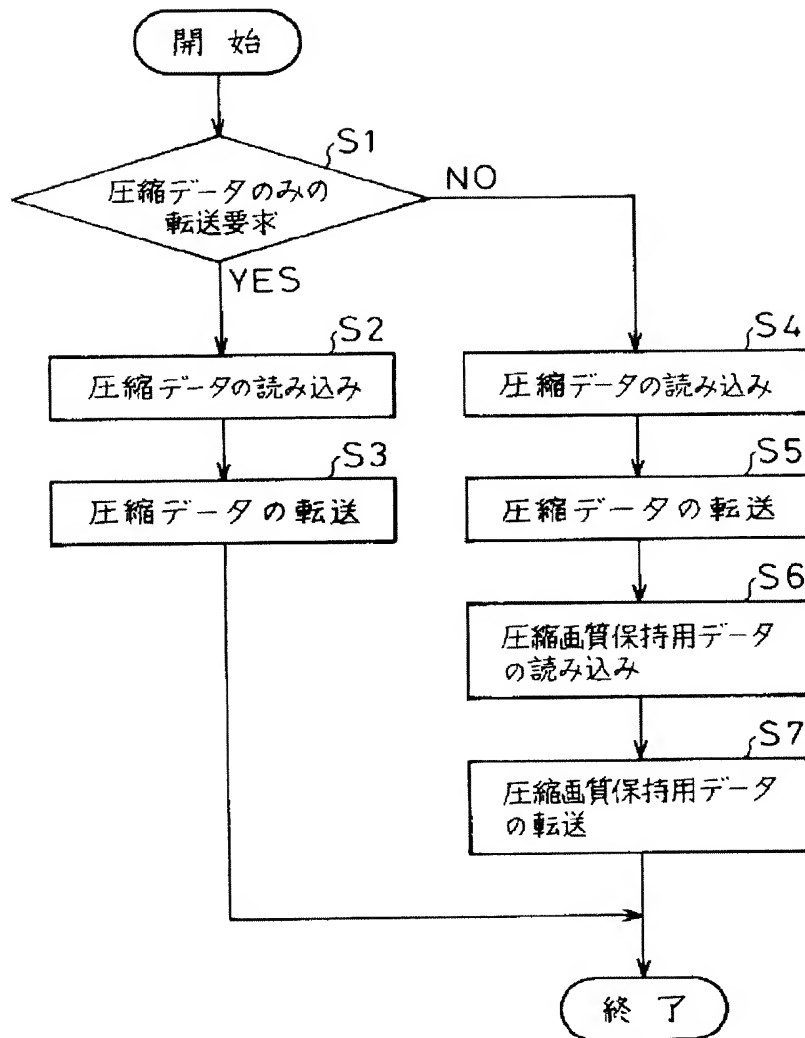 開始
S1
圧縮データのみの
転送要求
NO
YES
S2
圧縮データの読み込み
S3
圧縮データの転送
S4
圧縮データの読み込み
S5
圧縮データの転送
S6
圧縮画質保持用データ
の読み込み
S7
圧縮画質保持用データ
の転送
終了